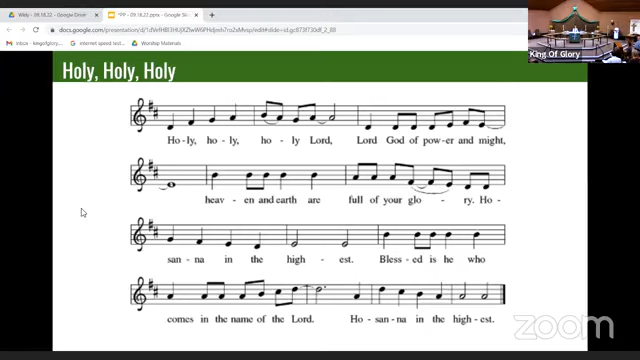 Wildy - 09.18.22 - Google Drive
*PP - 09.18.22.pptx - Google Sli
docs.google.com/presentation/d/
M Gmail
Home
internet speed test
Worship Materials
King Of Glory
Holy, Holy, Holy
Ho - ly, ho - ly, ho - ly Lord, Lord God of pow - er and might,
heav - en and earth are full of your glo - ry. Ho -
san - na in the high - est. Bless - ed is he who
comes in the name of the Lord. Ho - san - na in the high - est.
zoom